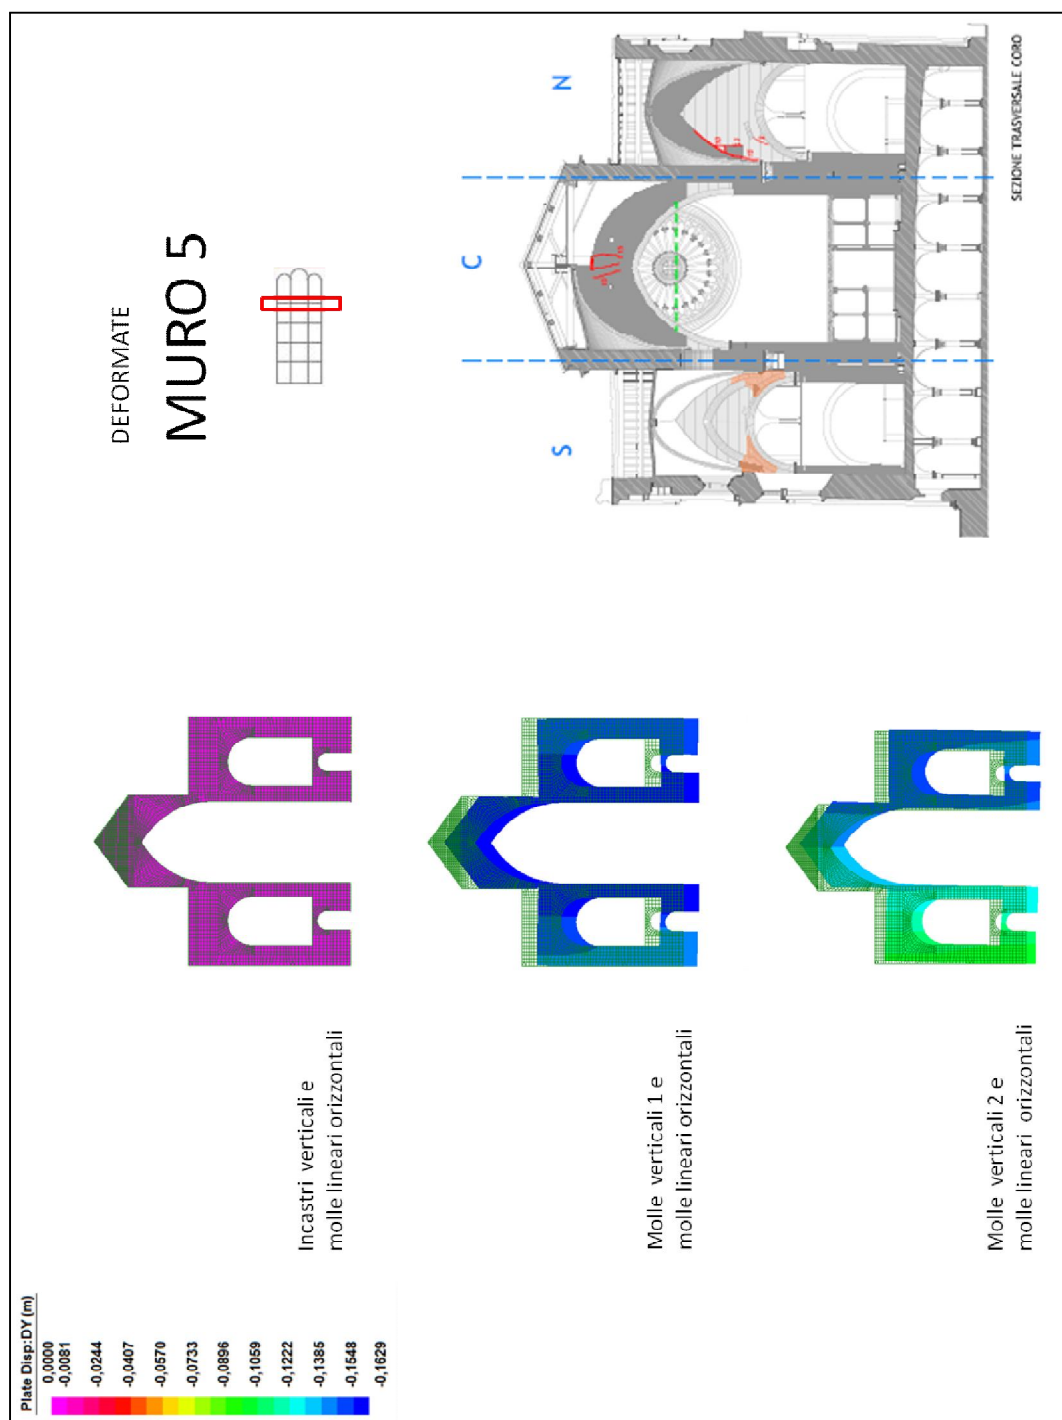 DEFORMATE
MURO 5
S
C
N
SEZIONE TRASVERSALE CORO
Plate Disp:DY (m)
0,0000
-0,0081
-0,0244
-0,0407
-0,0570
-0,0733
-0,0896
-0,1059
-0,1222
-0,1385
-0,1548
-0,1629
Incastri verticali e
molle lineari orizzontali
Molle verticali 1 e
molle lineari orizzontali
Molle verticali 2 e
molle lineari orizzontali